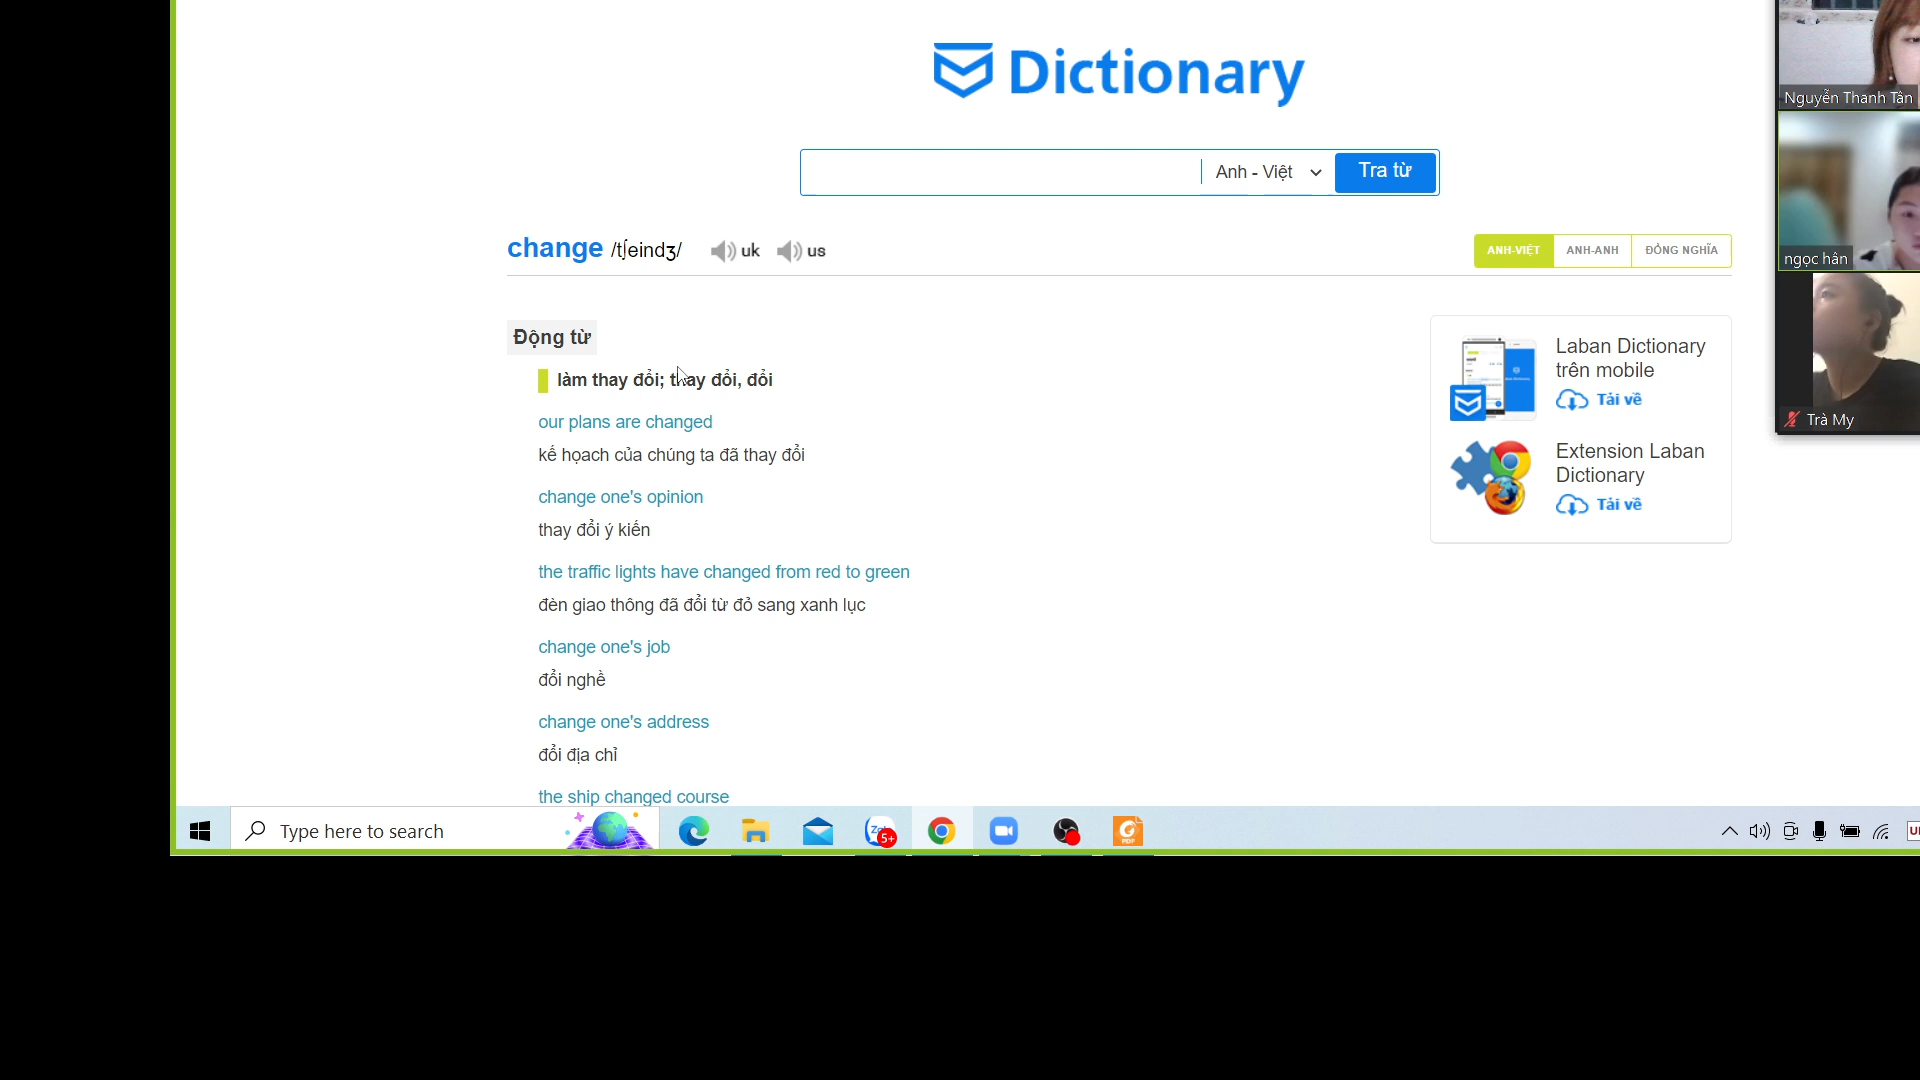 Dictionary
Anh - Việt
Tra từ
change /tʃeindʒ/ uk us
ANH-VIỆT ANH-ANH ĐỒNG NGHĨA
Động từ
làm thay đổi; thay đổi, đổi
our plans are changed
kế hoạch của chúng ta đã thay đổi
change one's opinion
thay đổi ý kiến
the traffic lights have changed from red to green
đèn giao thông đã đổi từ đỏ sang xanh lục
change one's job
đổi nghề
change one's address
đổi địa chỉ
the ship changed course
Laban Dictionary
trên mobile
Tải về
Extension Laban
Dictionary
Tải về
Nguyễn Thanh Tân
ngọc hân
Trà My
Type here to search
5+
PDF